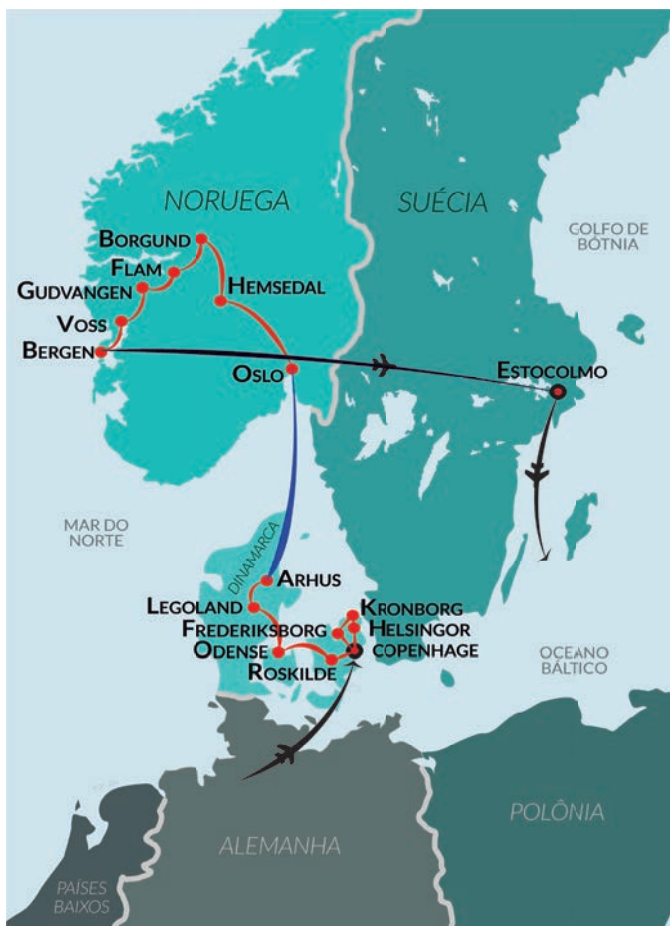 NORUEGA
SUÉCIA
GOLFO DE
BÓTNIA
BORGUND
FLAM
GUDVANGEN
HEMSEDAL
VOSS
BERGEN
OSLO
ESTOCOLMO
MAR DO
NORTE
DINAMARCA
ARHUS
LEGOLAND
KRONBORG
FREDERIKSBORG
HELSINGOR
ODENSE
COPENHAGE
ROSKILDE
OCEANO
BÁLTICO
ALEMANHA
POLÔNIA
PAÍSES
BAIXOS